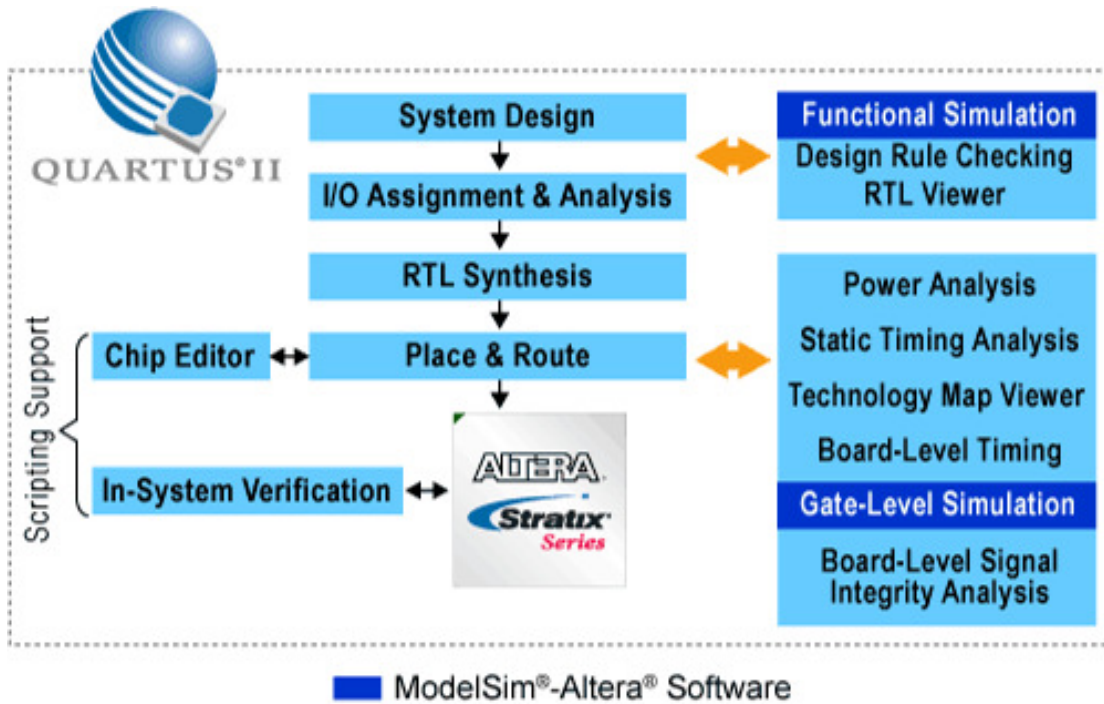 QUARTUS® II
System Design
I/O Assignment & Analysis
RTL Synthesis
Place & Route
Chip Editor
In-System Verification
Scripting Support
ALTERA®
Stratix®
Series
Functional Simulation
Design Rule Checking
RTL Viewer
Power Analysis
Static Timing Analysis
Technology Map Viewer
Board-Level Timing
Gate-Level Simulation
Board-Level Signal
Integrity Analysis
ModelSim®-Altera® Software